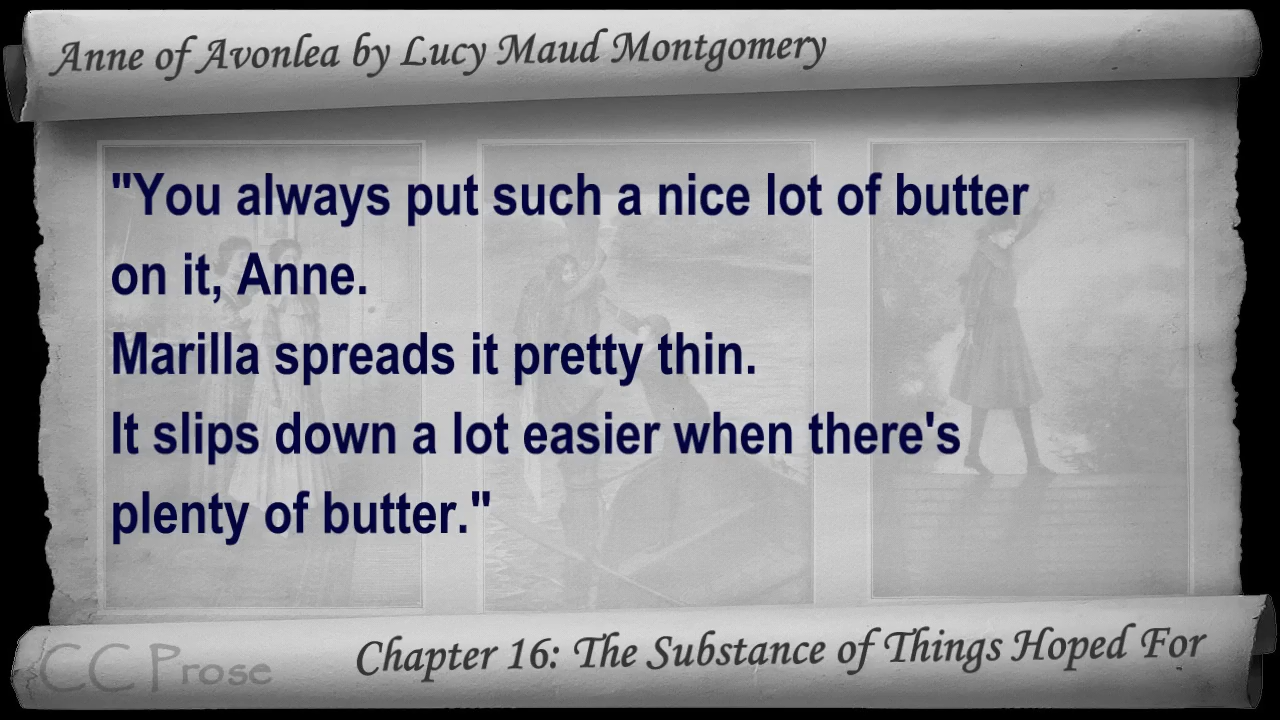 Anne of Avonlea by Lucy Maud Montgomery
"You always put such a nice lot of butter
on it, Anne.
Marilla spreads it pretty thin.
It slips down a lot easier when there's
plenty of butter."
Chapter 16: The Substance of Things Hoped For
CC Prose